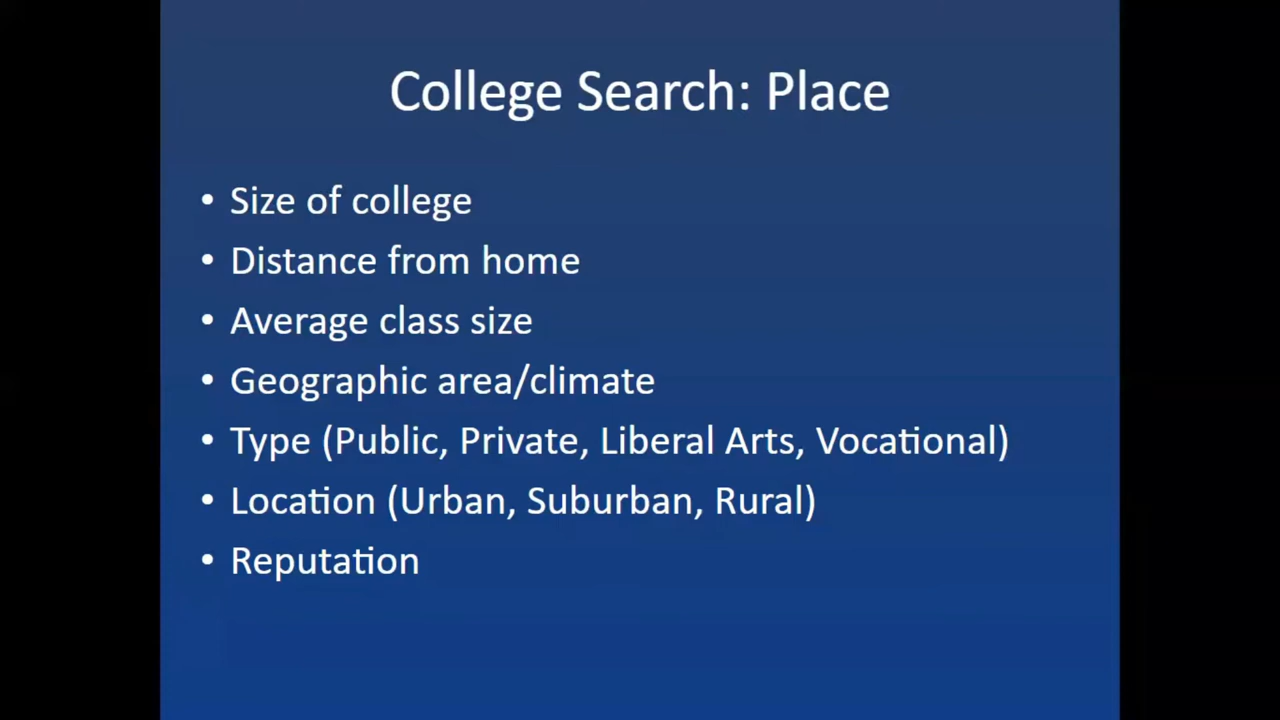 College Search: Place
• Size of college
• Distance from home
• Average class size
• Geographic area/climate
• Type (Public, Private, Liberal Arts, Vocational)
• Location (Urban, Suburban, Rural)
• Reputation